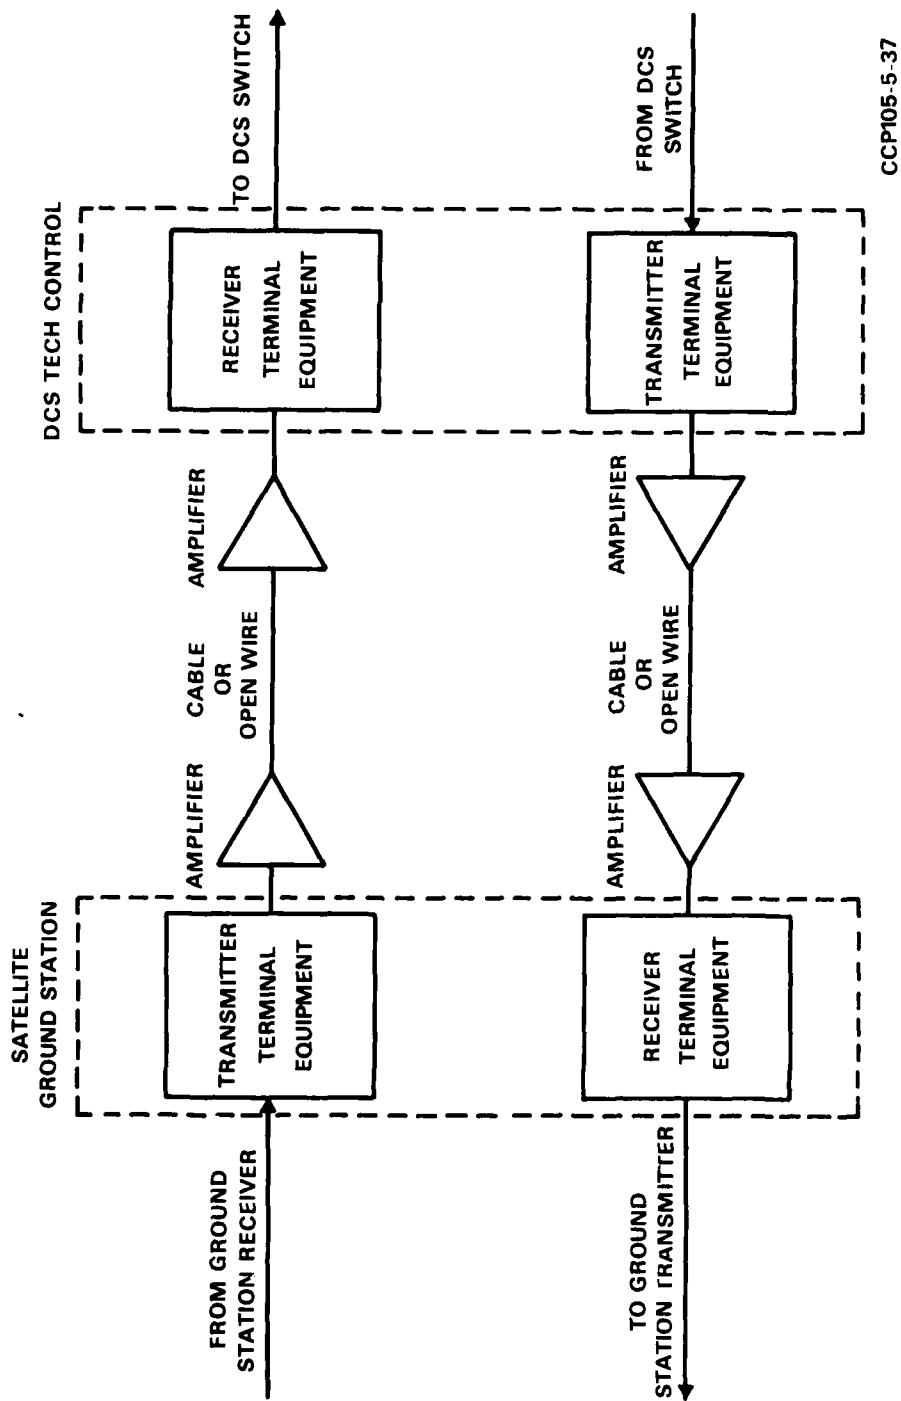 SATELLITE
GROUND STATION
DCS TECH CONTROL
FROM GROUND
STATION RECEIVER
TRANSMITTER
TERMINAL
EQUIPMENT
AMPLIFIER
CABLE
OR
OPEN WIRE
AMPLIFIER
RECEIVER
TERMINAL
EQUIPMENT
TO DCS SWITCH
TO GROUND
STATION TRANSMITTER
RECEIVER
TERMINAL
EQUIPMENT
AMPLIFIER
CABLE
OR
OPEN WIRE
AMPLIFIER
TRANSMITTER
TERMINAL
EQUIPMENT
FROM DCS
SWITCH
CCP105-5-37